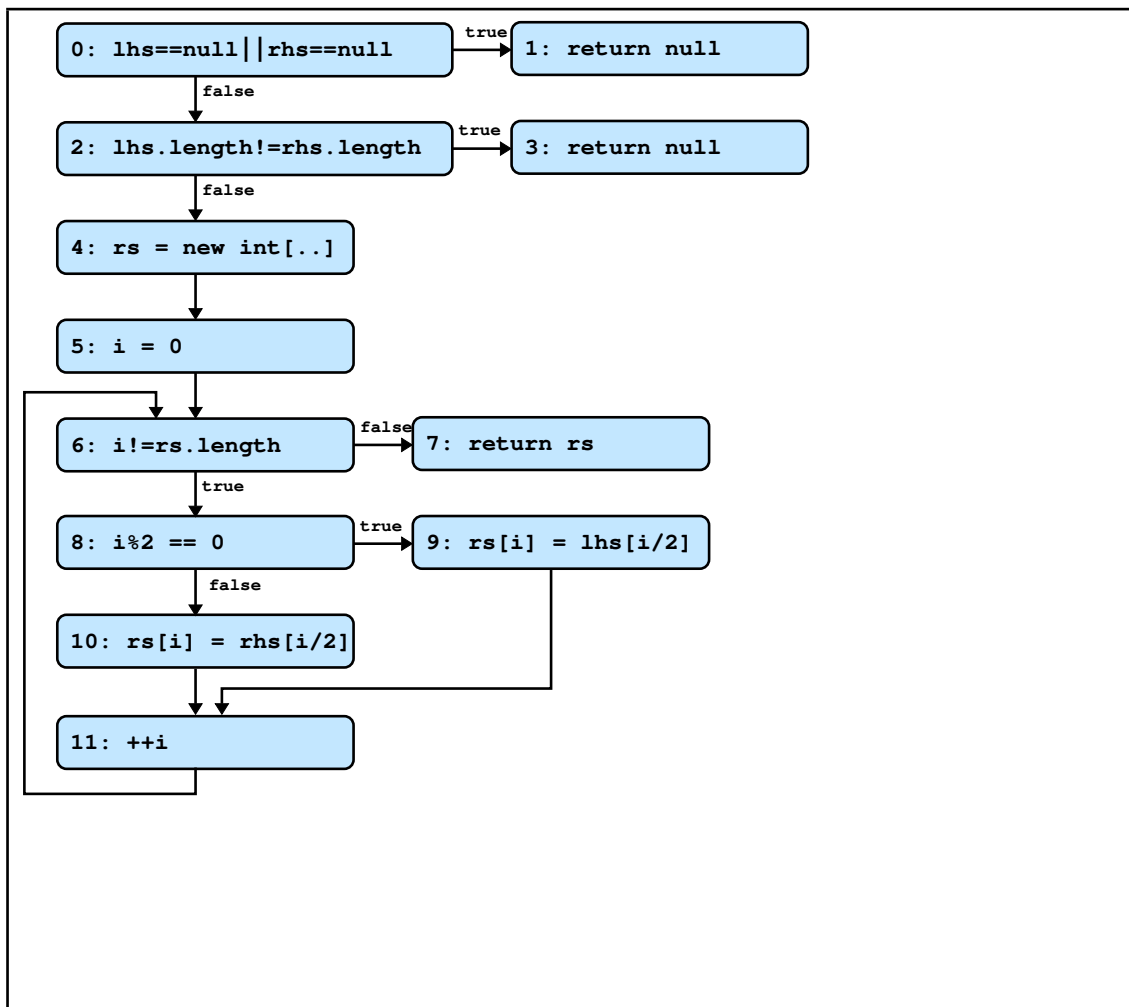 0: lhs==null||rhs==null
true
1: return null
false
2: lhs.length!=rhs.length
true
3: return null
false
4: rs = new int[..]
5: i = 0
6: i!=rs.length
false
7: return rs
true
8: i%2 == 0
true
9: rs[i] = lhs[i/2]
false
10: rs[i] = rhs[i/2]
11: ++i